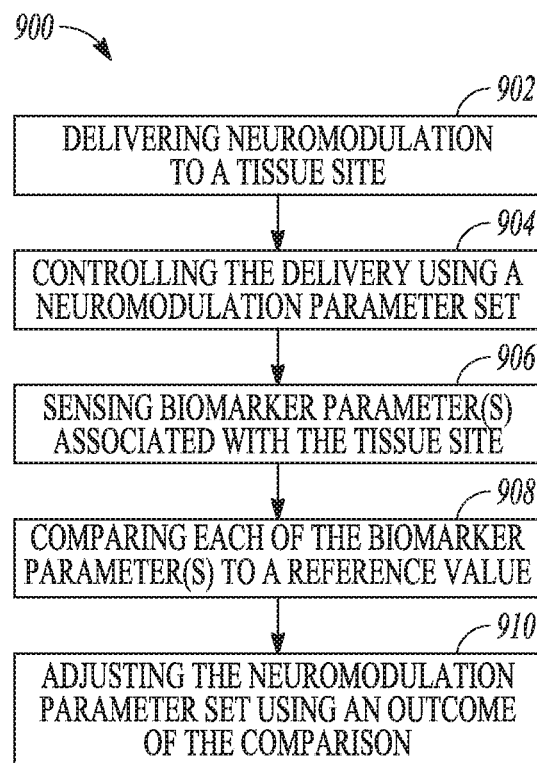 900
902
DELIVERING NEUROMODULATION
TO A TISSUE SITE
904
CONTROLLING THE DELIVERY USING A
NEUROMODULATION PARAMETER SET
906
SENSING BIOMARKER PARAMETER(S)
ASSOCIATED WITH THE TISSUE SITE
908
COMPARING EACH OF THE BIOMARKER
PARAMETER(S) TO A REFERENCE VALUE
910
ADJUSTING THE NEUROMODULATION
PARAMETER SET USING AN OUTCOME
OF THE COMPARISON